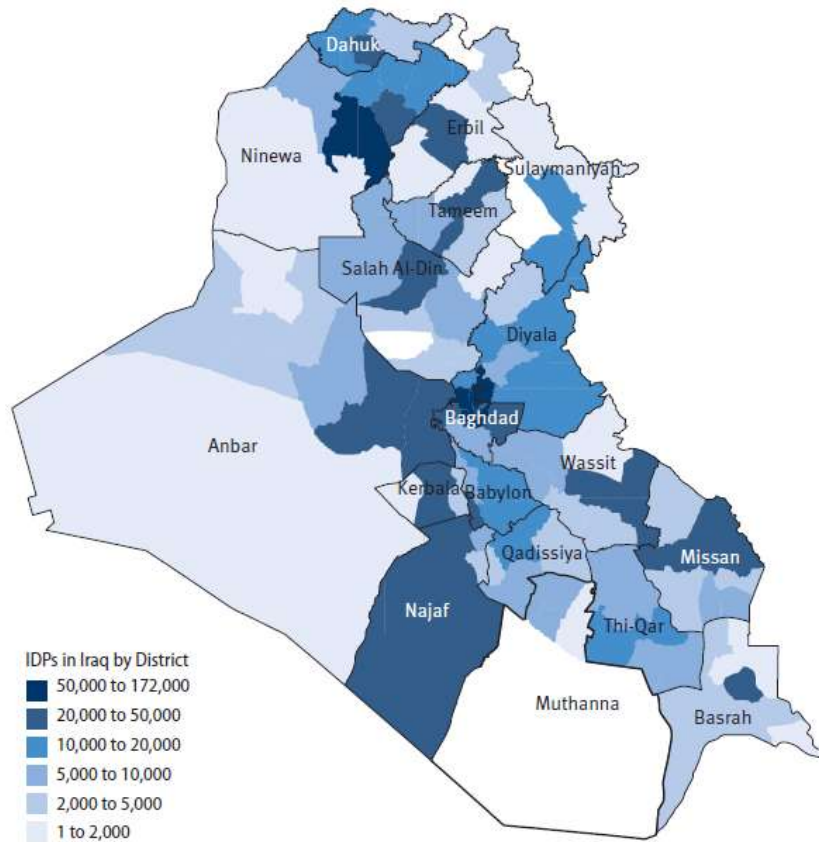 Dahuk
Erbil
Ninewa
Sulaymaniyah
Tameem
Salah Al-Din
Diyala
Baghdad
Anbar
Wassit
Kerbala
Babylon
Qadissiya
Missan
Najaf
Thi-Qar
Muthanna
Basrah
IDPs in Iraq by District
50,000 to 172,000
20,000 to 50,000
10,000 to 20,000
5,000 to 10,000
2,000 to 5,000
1 to 2,000